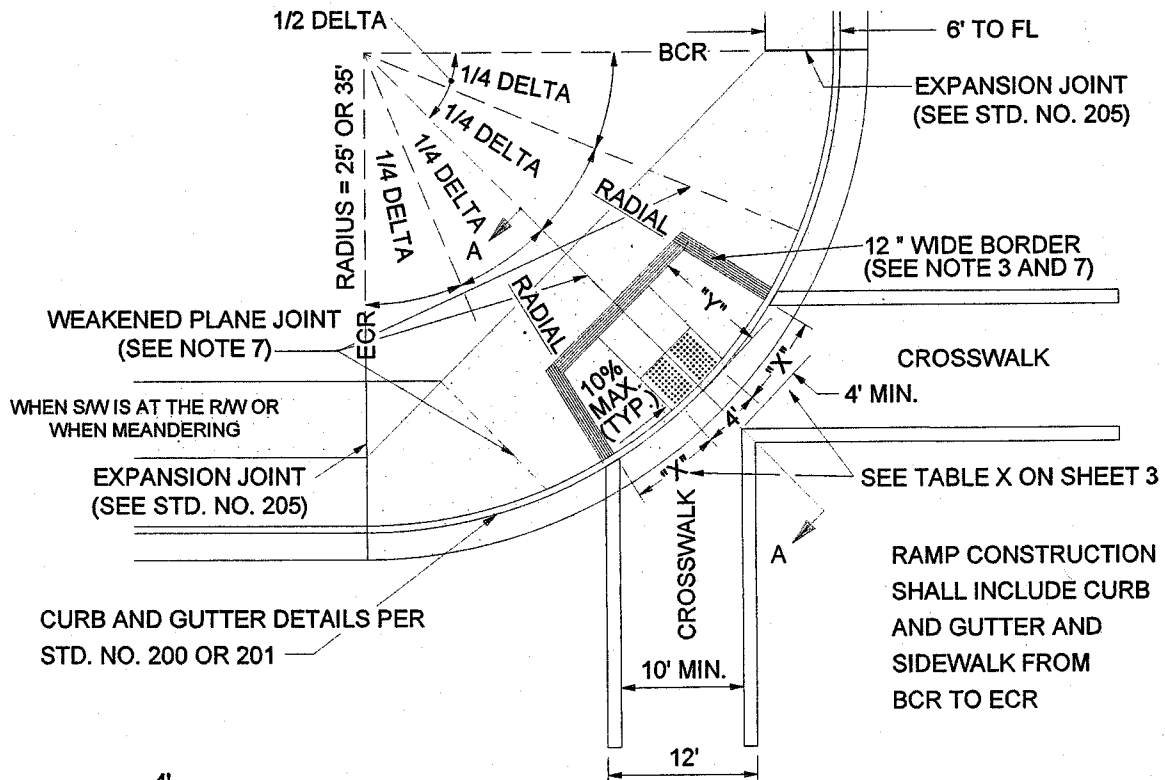 1/2 DELTA
6' TO FL
BCR
EXPANSION JOINT
(SEE STD. NO. 205)
1/4 DELTA
1/4 DELTA
1/4 DELTA
1/4 DELTA
RADIUS = 25' OR 35'
A
RADIAL
RADIAL
12 " WIDE BORDER
(SEE NOTE 3 AND 7)
"Y"
WEAKENED PLANE JOINT
(SEE NOTE 7)
ECR
10%
MAX.
(TYP.)
"X"
4'
"X"
CROSSWALK
4' MIN.
WHEN S/W IS AT THE R/W OR
WHEN MEANDERING
EXPANSION JOINT
(SEE STD. NO. 205)
SEE TABLE X ON SHEET 3
CROSSWALK
A
RAMP CONSTRUCTION
SHALL INCLUDE CURB
AND GUTTER AND
SIDEWALK FROM
BCR TO ECR
CURB AND GUTTER DETAILS PER
STD. NO. 200 OR 201
10' MIN.
12'